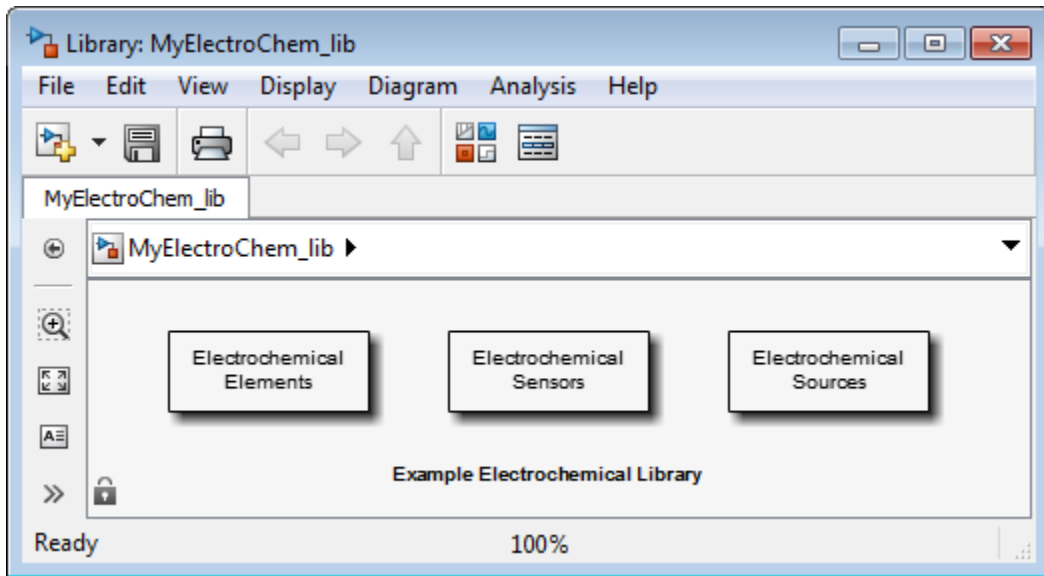 Library: MyElectroChem_lib
File Edit View Display Diagram Analysis Help
MyElectroChem_lib
MyElectroChem_lib
Electrochemical
Elements
Electrochemical
Sensors
Electrochemical
Sources
Example Electrochemical Library
Ready 100%